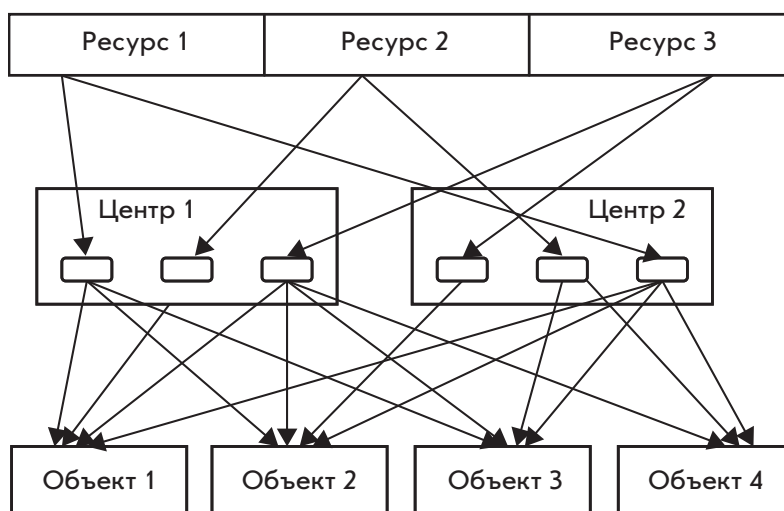 Ресурс 1 Ресурс 2 Ресурс 3
Центр 1 Центр 2
Объект 1 Объект 2 Объект 3 Объект 4